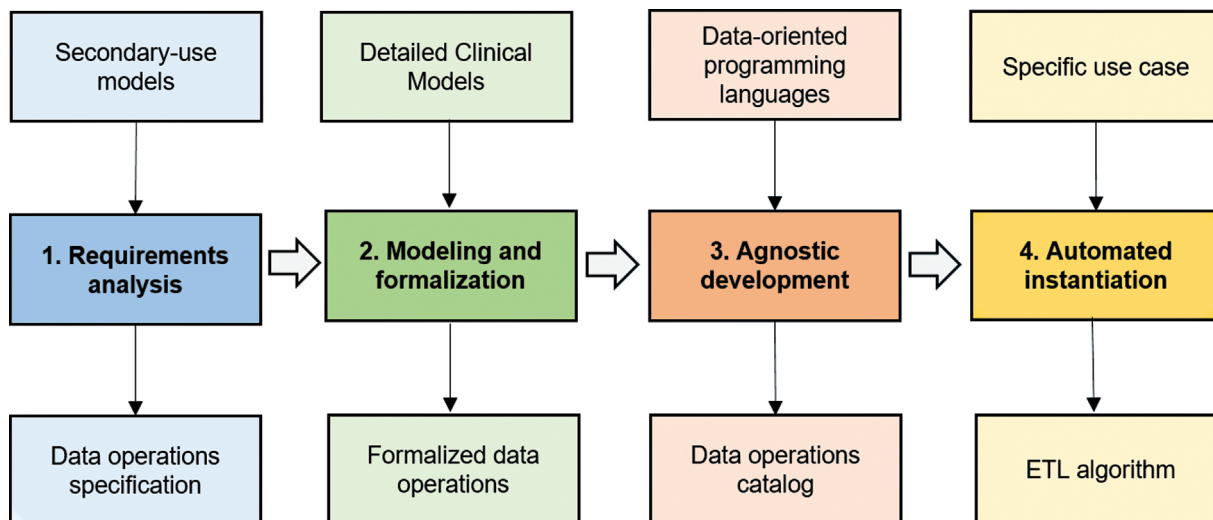 Secondary-use
models
Detailed Clinical
Models
Data-oriented
programming
languages
Specific use case
1. Requirements
analysis
2. Modeling and
formalization
3. Agnostic
development
4. Automated
instantiation
Data operations
specification
Formalized data
operations
Data operations
catalog
ETL algorithm